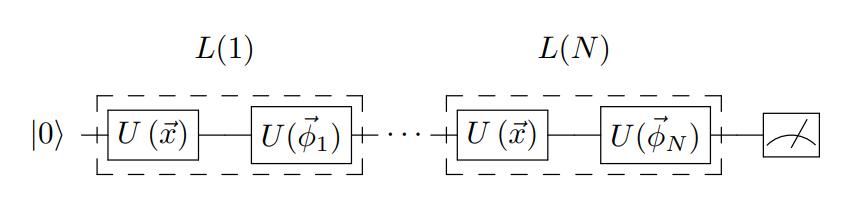 L(1) L(N)
|0⟩ U (x⃗) U(ϕ⃗₁) ··· U (x⃗) U(ϕ⃗_N)